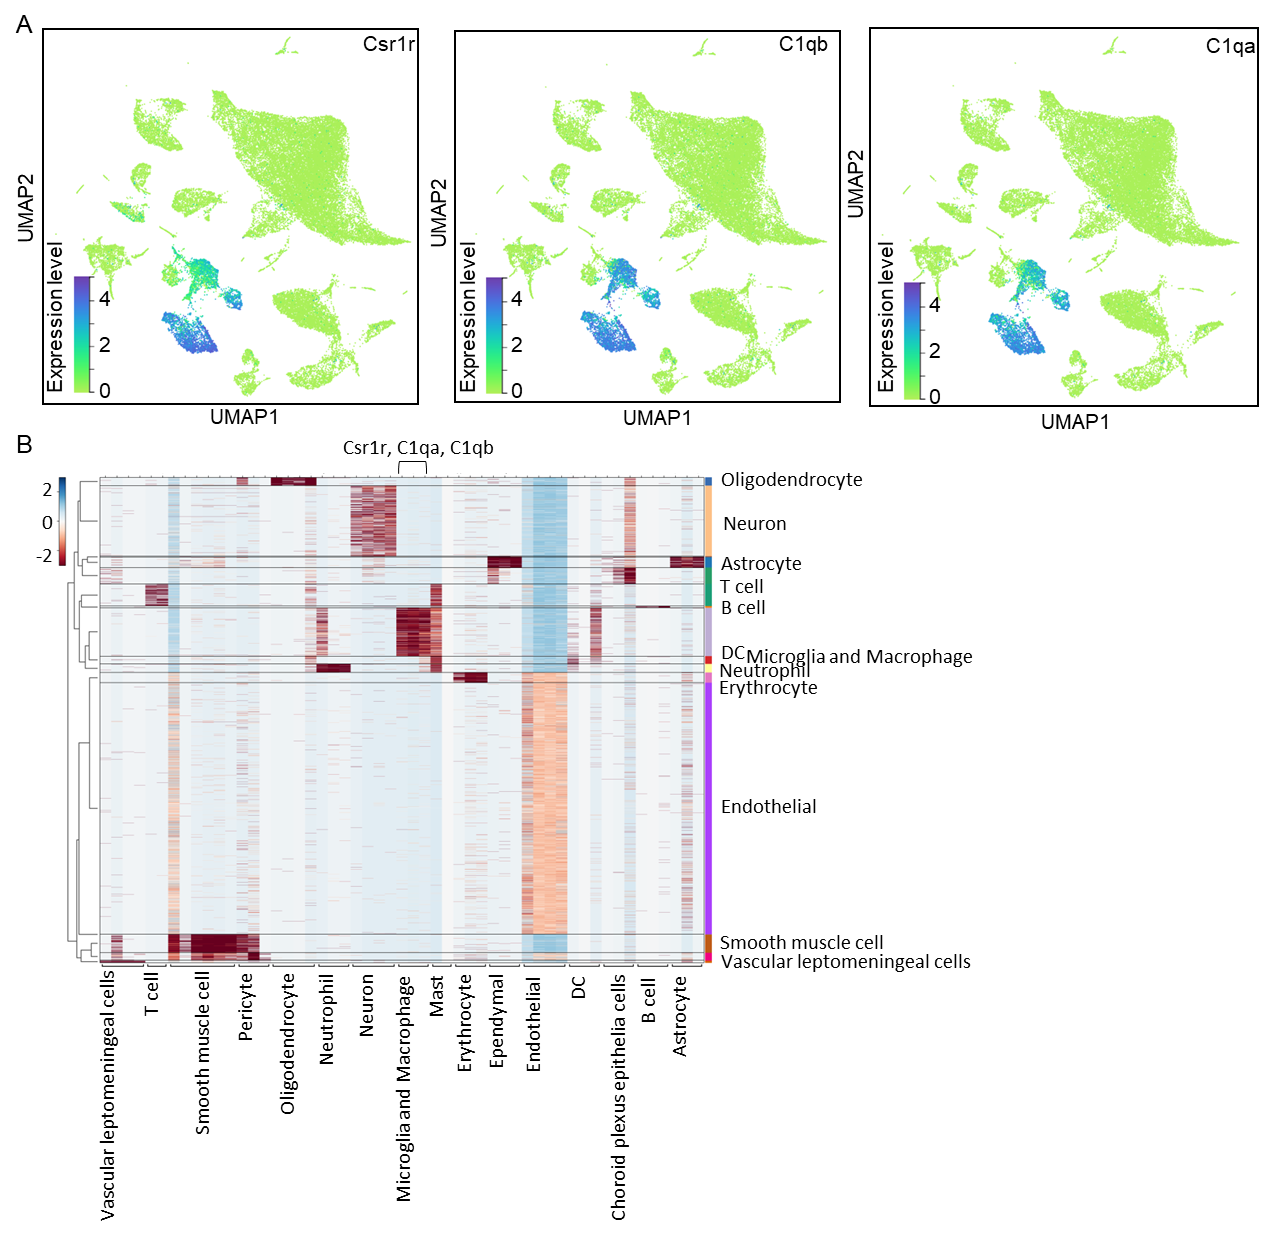 A
Csr1r
C1qb
C1qa
UMAP2
UMAP2
UMAP2
Expression level
4
2
0
Expression level
4
2
0
Expression level
4
2
0
UMAP1
UMAP1
UMAP1
B
Csr1r, C1qa, C1qb
2
0
-2
Oligodendrocyte
Neuron
Astrocyte
T cell
B cell
DC
Microglia and Macrophage
Neutrophil
Erythrocyte
Endothelial
Smooth muscle cell
Vascular leptomeningeal cells
Vascular leptomeningeal cells
T cell
Smooth muscle cell
Pericyte
Oligodendrocyte
Neutrophil
Neuron
Microglia and Macrophage
Mast
Erythrocyte
Ependymal
Endothelial
DC
Choroid plexus epithelia cells
B cell
Astrocyte